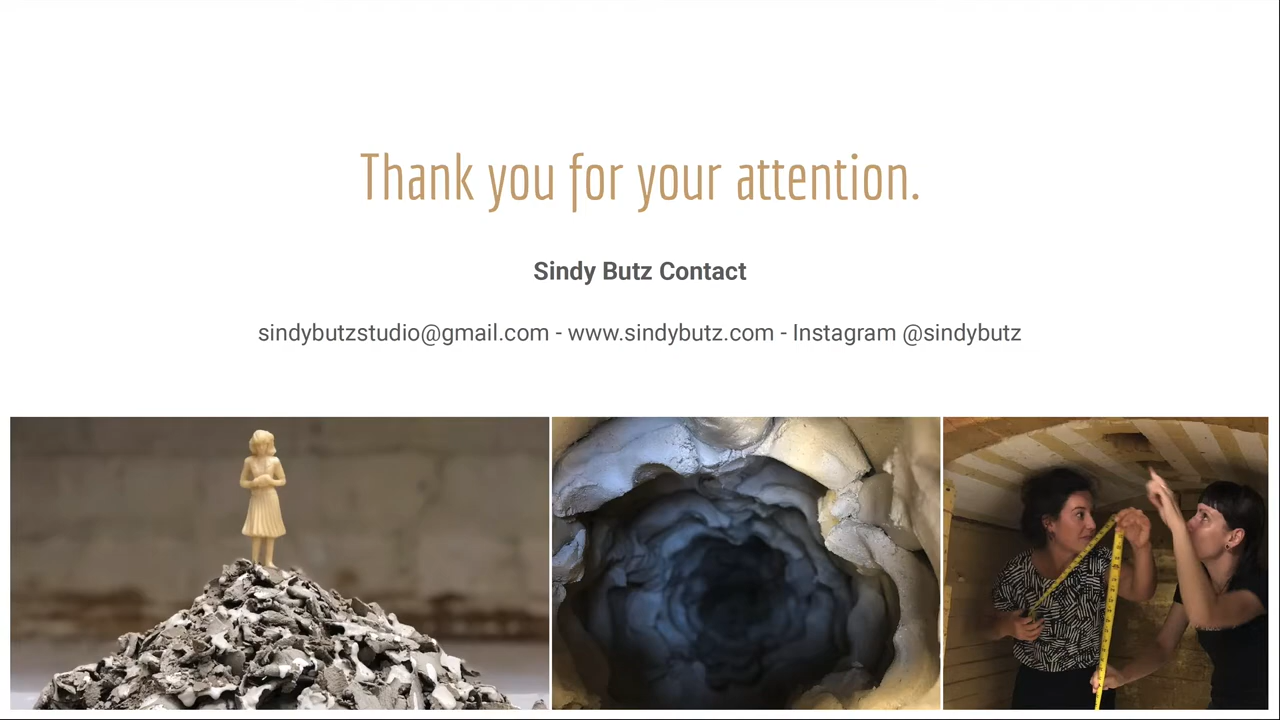 Thank you for your attention.
Sindy Butz Contact
sindybutzstudio@gmail.com - www.sindybutz.com - Instagram @sindybutz